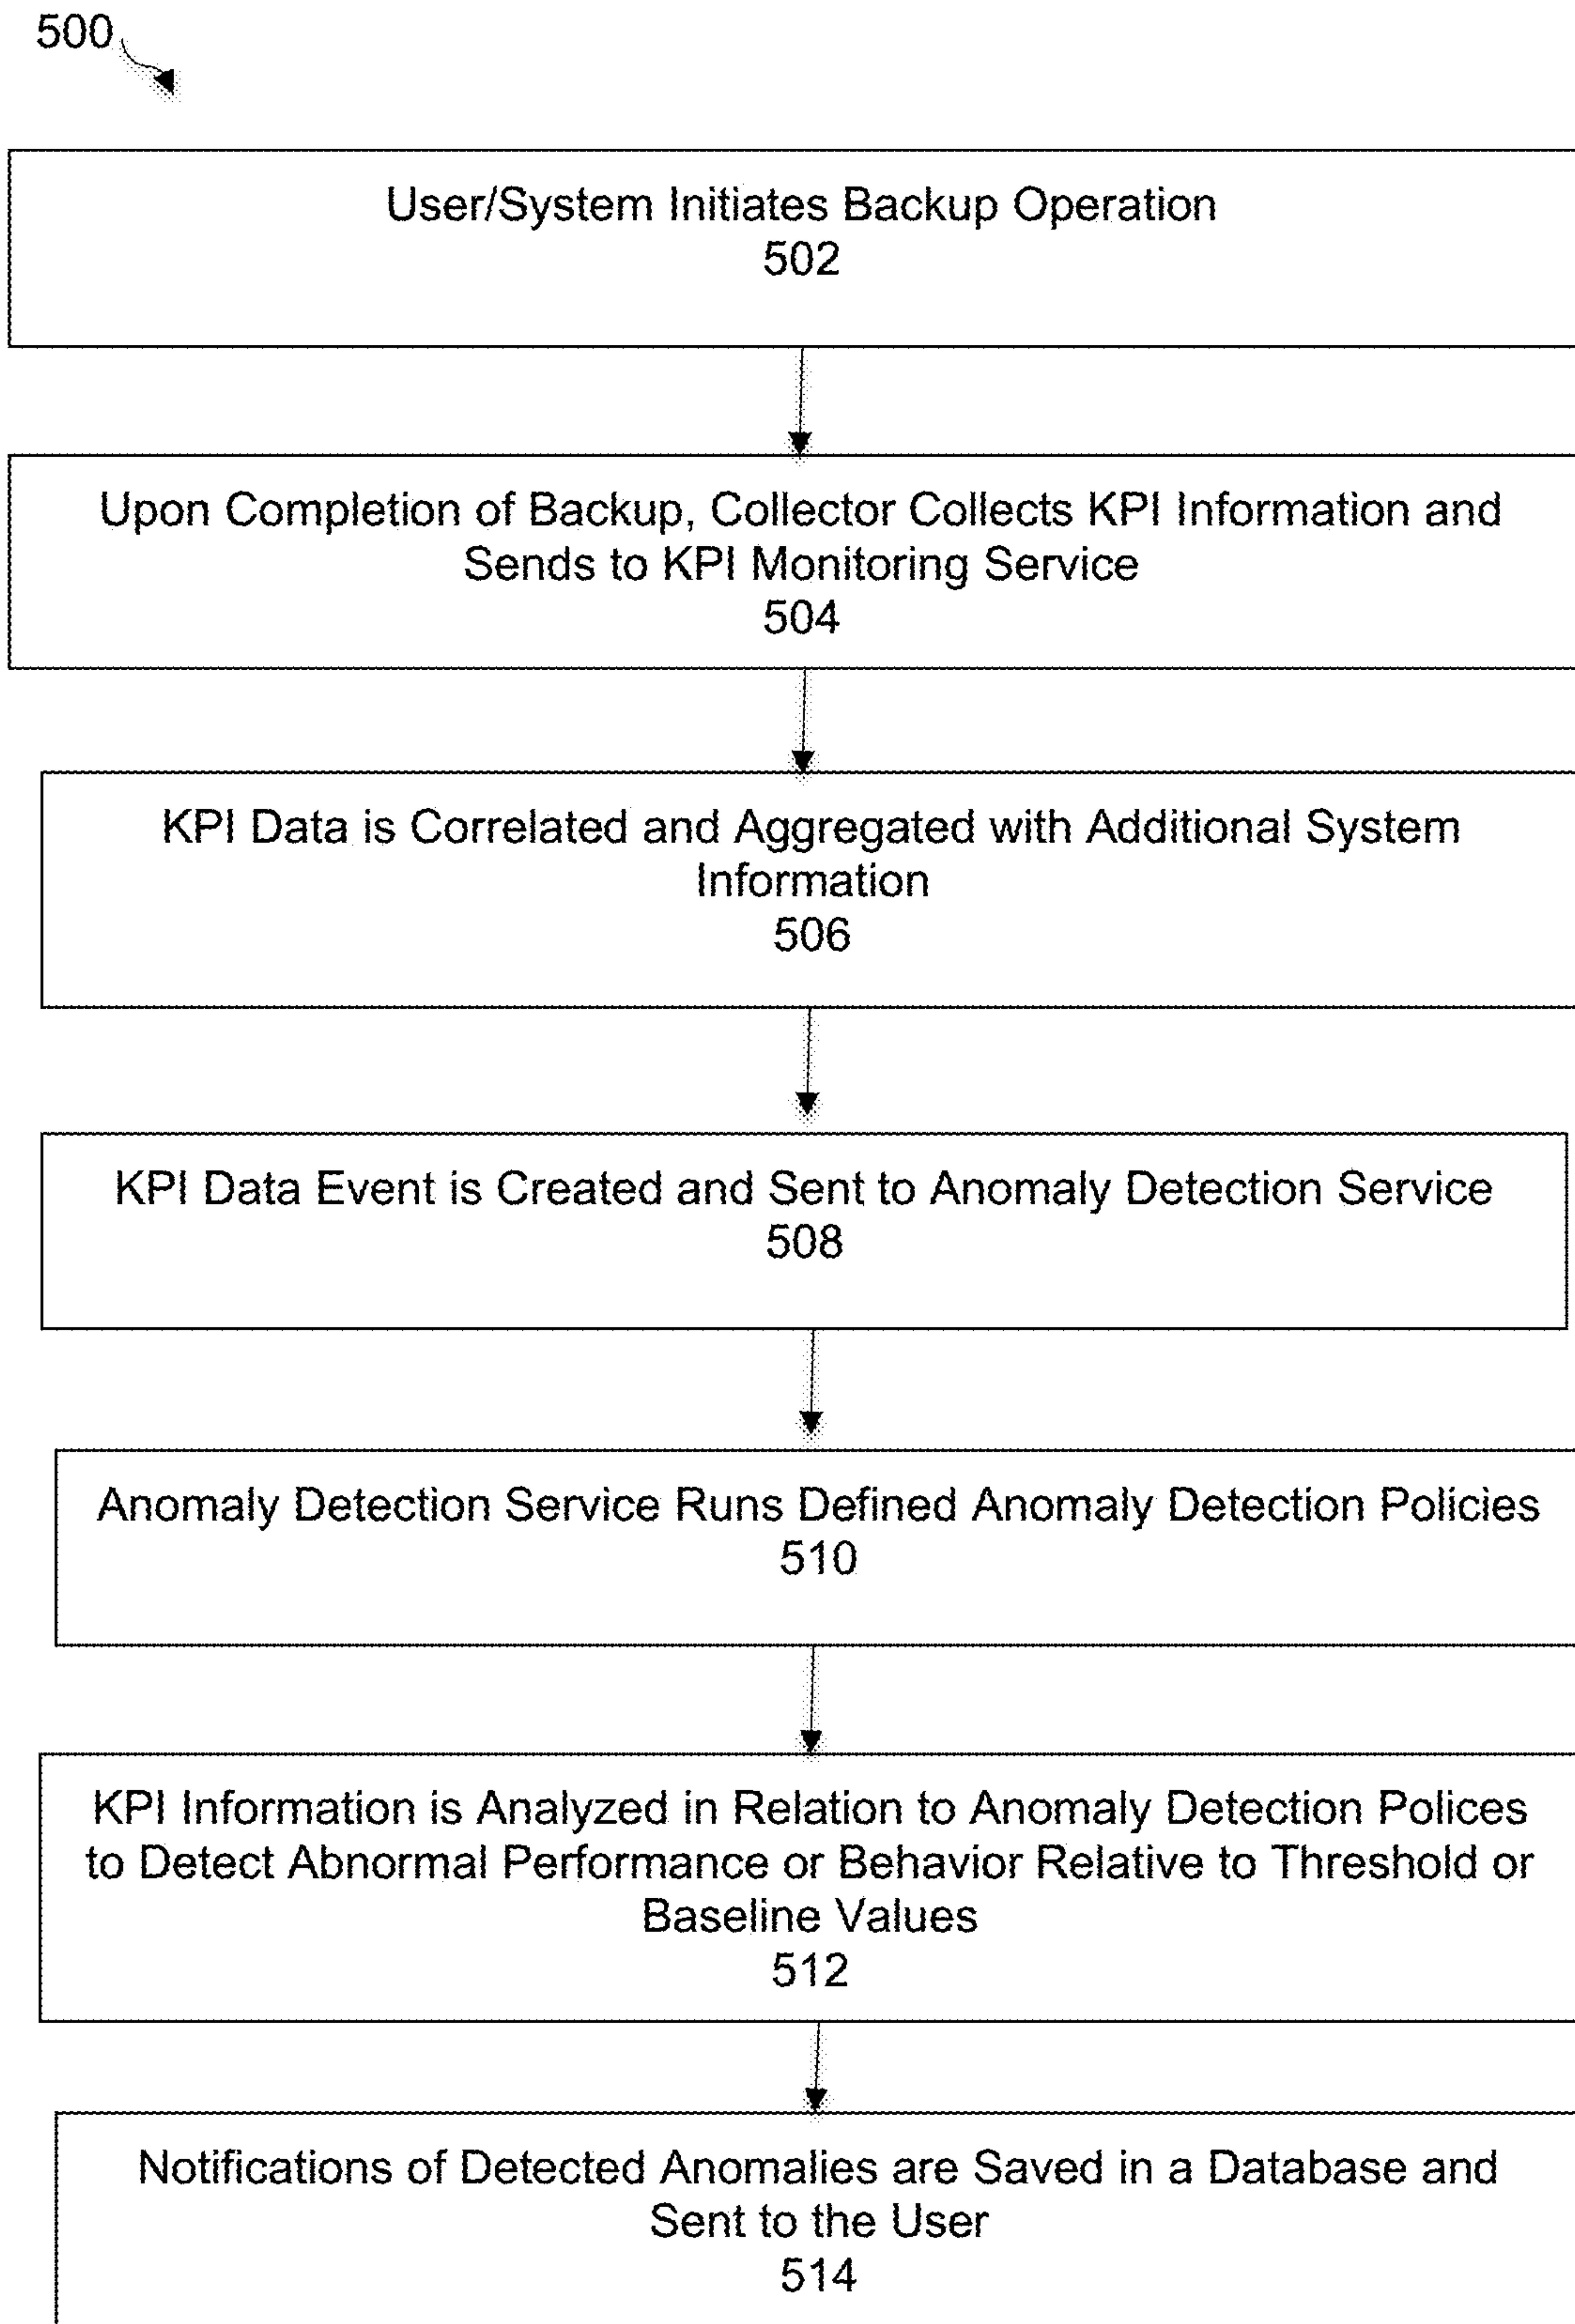 500
User/System Initiates Backup Operation
502
Upon Completion of Backup, Collector Collects KPI Information and
Sends to KPI Monitoring Service
504
KPI Data is Correlated and Aggregated with Additional System
Information
506
KPI Data Event is Created and Sent to Anomaly Detection Service
508
Anomaly Detection Service Runs Defined Anomaly Detection Policies
510
KPI Information is Analyzed in Relation to Anomaly Detection Polices
to Detect Abnormal Performance or Behavior Relative to Threshold or
Baseline Values
512
Notifications of Detected Anomalies are Saved in a Database and
Sent to the User
514